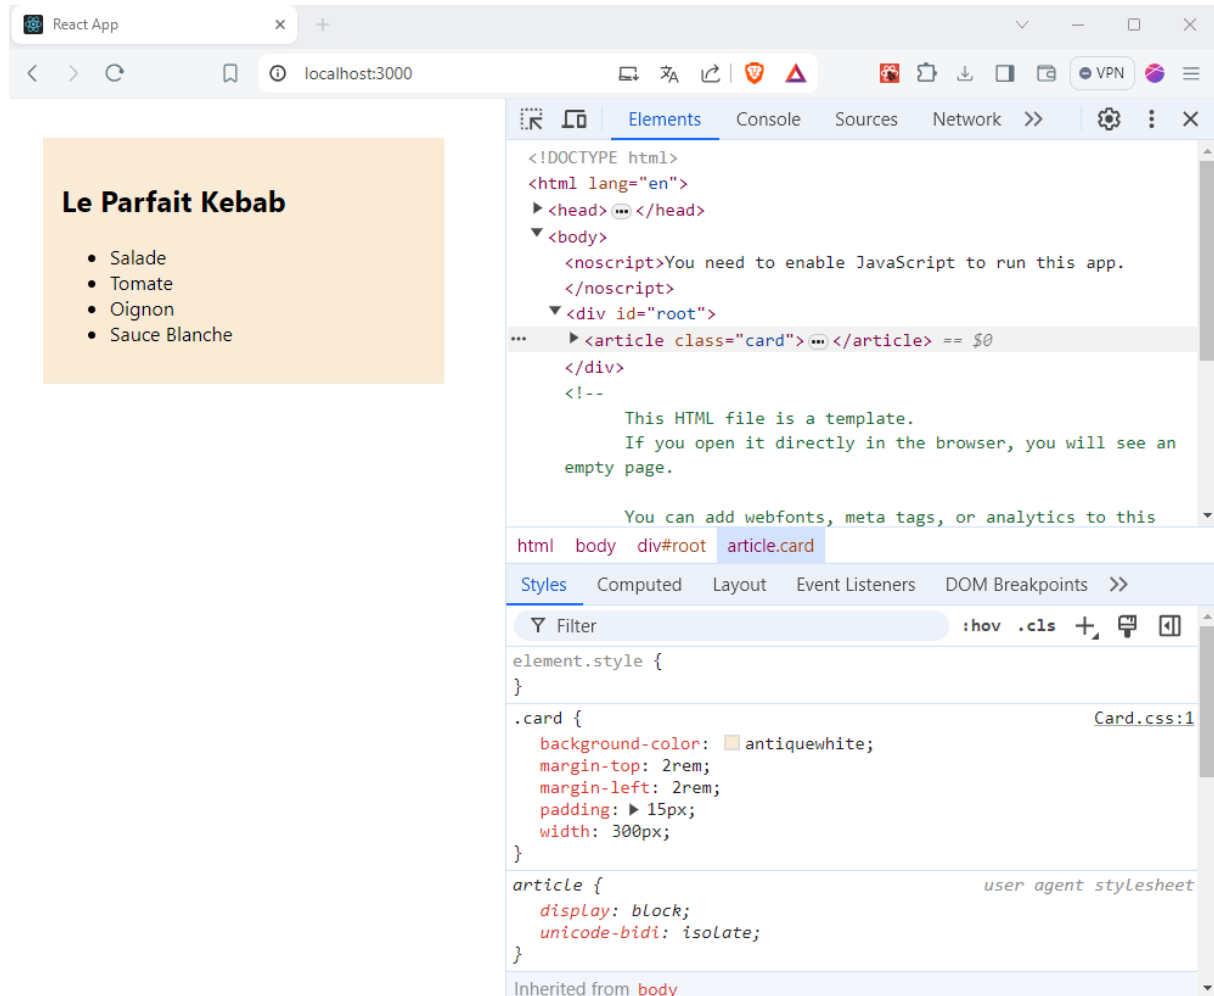 React App
localhost:3000
VPN
Le Parfait Kebab
Salade
Tomate
Oignon
Sauce Blanche
Elements Console Sources Network
<!DOCTYPE html>
<html lang="en">
<head> ••• </head>
<body>
<noscript>You need to enable JavaScript to run this app.
</noscript>
<div id="root">
••• <article class="card"> ••• </article> == $0
</div>
<!--
This HTML file is a template.
If you open it directly in the browser, you will see an
empty page.
You can add webfonts, meta tags, or analytics to this
html body div#root article.card
Styles Computed Layout Event Listeners DOM Breakpoints
Filter :hov .cls
element.style {
}
.card { Card.css:1
background-color: antiquewhite;
margin-top: 2rem;
margin-left: 2rem;
padding: 15px;
width: 300px;
}
article { user agent stylesheet
display: block;
unicode-bidi: isolate;
}
Inherited from body